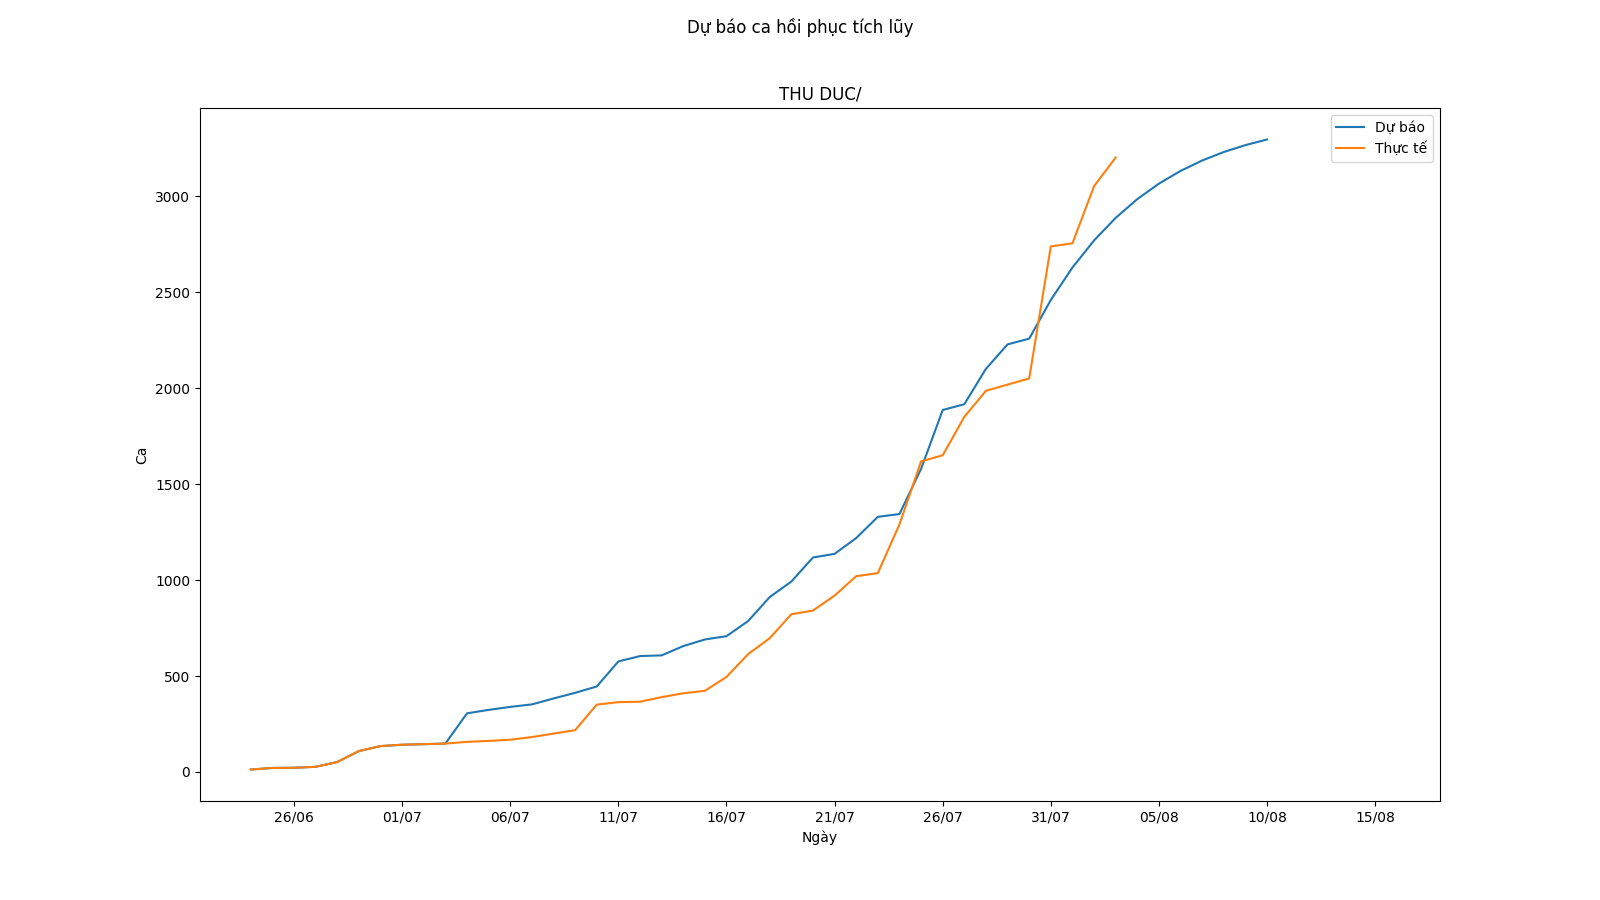 Dự báo ca hồi phục tích lũy
THU DUC/
Dự báo
Thực tế
3000
2500
2000
1500
1000
500
0
Ca
26/06 01/07 06/07 11/07 16/07 21/07 26/07 31/07 05/08 10/08 15/08
Ngày